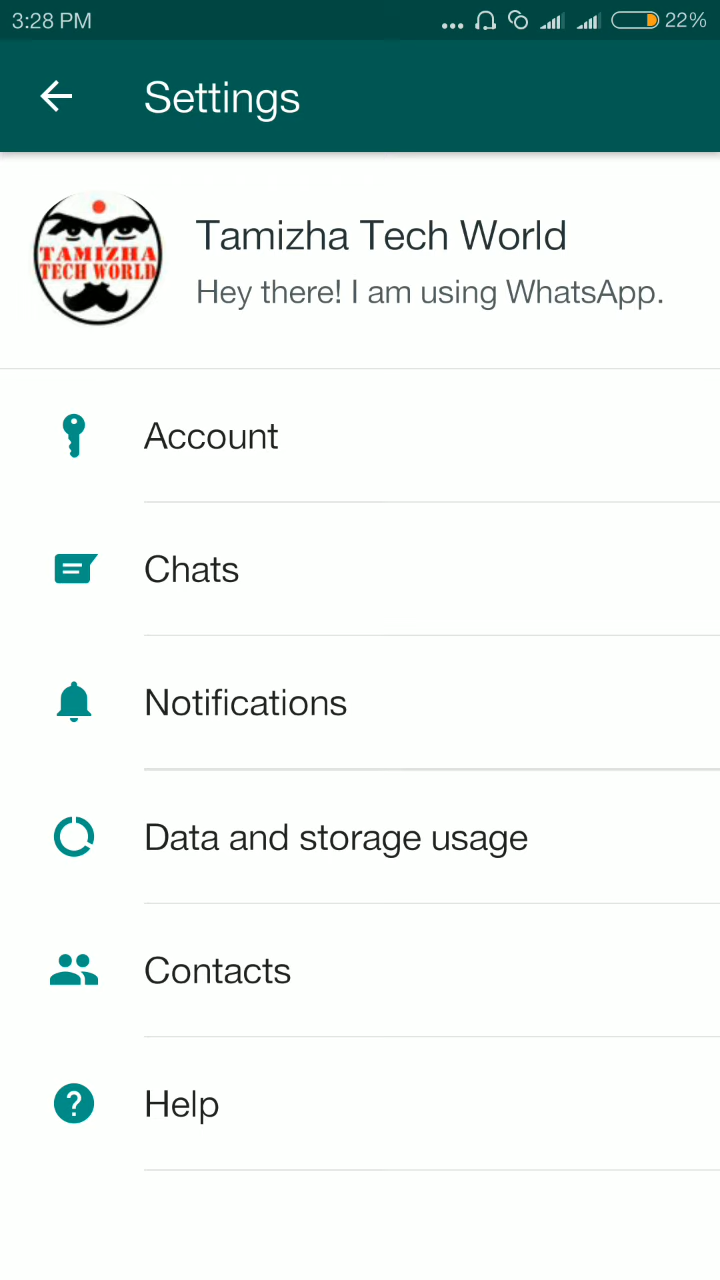 3:28 PM
22%
Settings
TAMIZHA
TECH WORLD
Tamizha Tech World
Hey there! I am using WhatsApp.
Account
Chats
Notifications
Data and storage usage
Contacts
Help